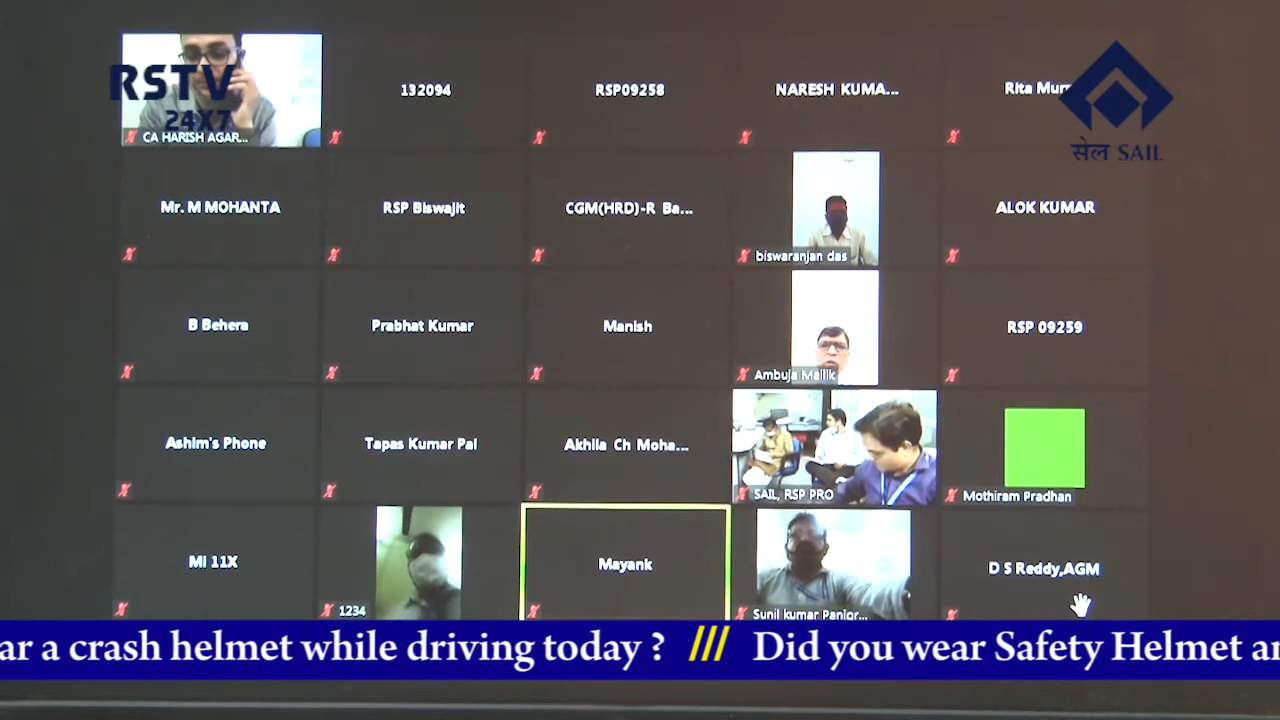 RSTV
24X7
CA HARISH AGAR...
132094
RSP09258
NARESH KUMA...
Rita
सेल SAIL
Mr. M MOHANTA
RSP Biswajit
CGM(HRD)-R Ba...
biswaranjan das
ALOK KUMAR
B Behera
Prabhat Kumar
Manish
Ambuja Mallik
RSP 09259
Ashim's Phone
Tapas Kumar Pal
Akhila Ch Moha...
SAIL, RSP PRO
Mothiram Pradhan
MI 11X
1234
Mayank
Sunil kumar Panigr...
D S Reddy,AGM
ar a crash helmet while driving today ? /// Did you wear Safety Helmet an